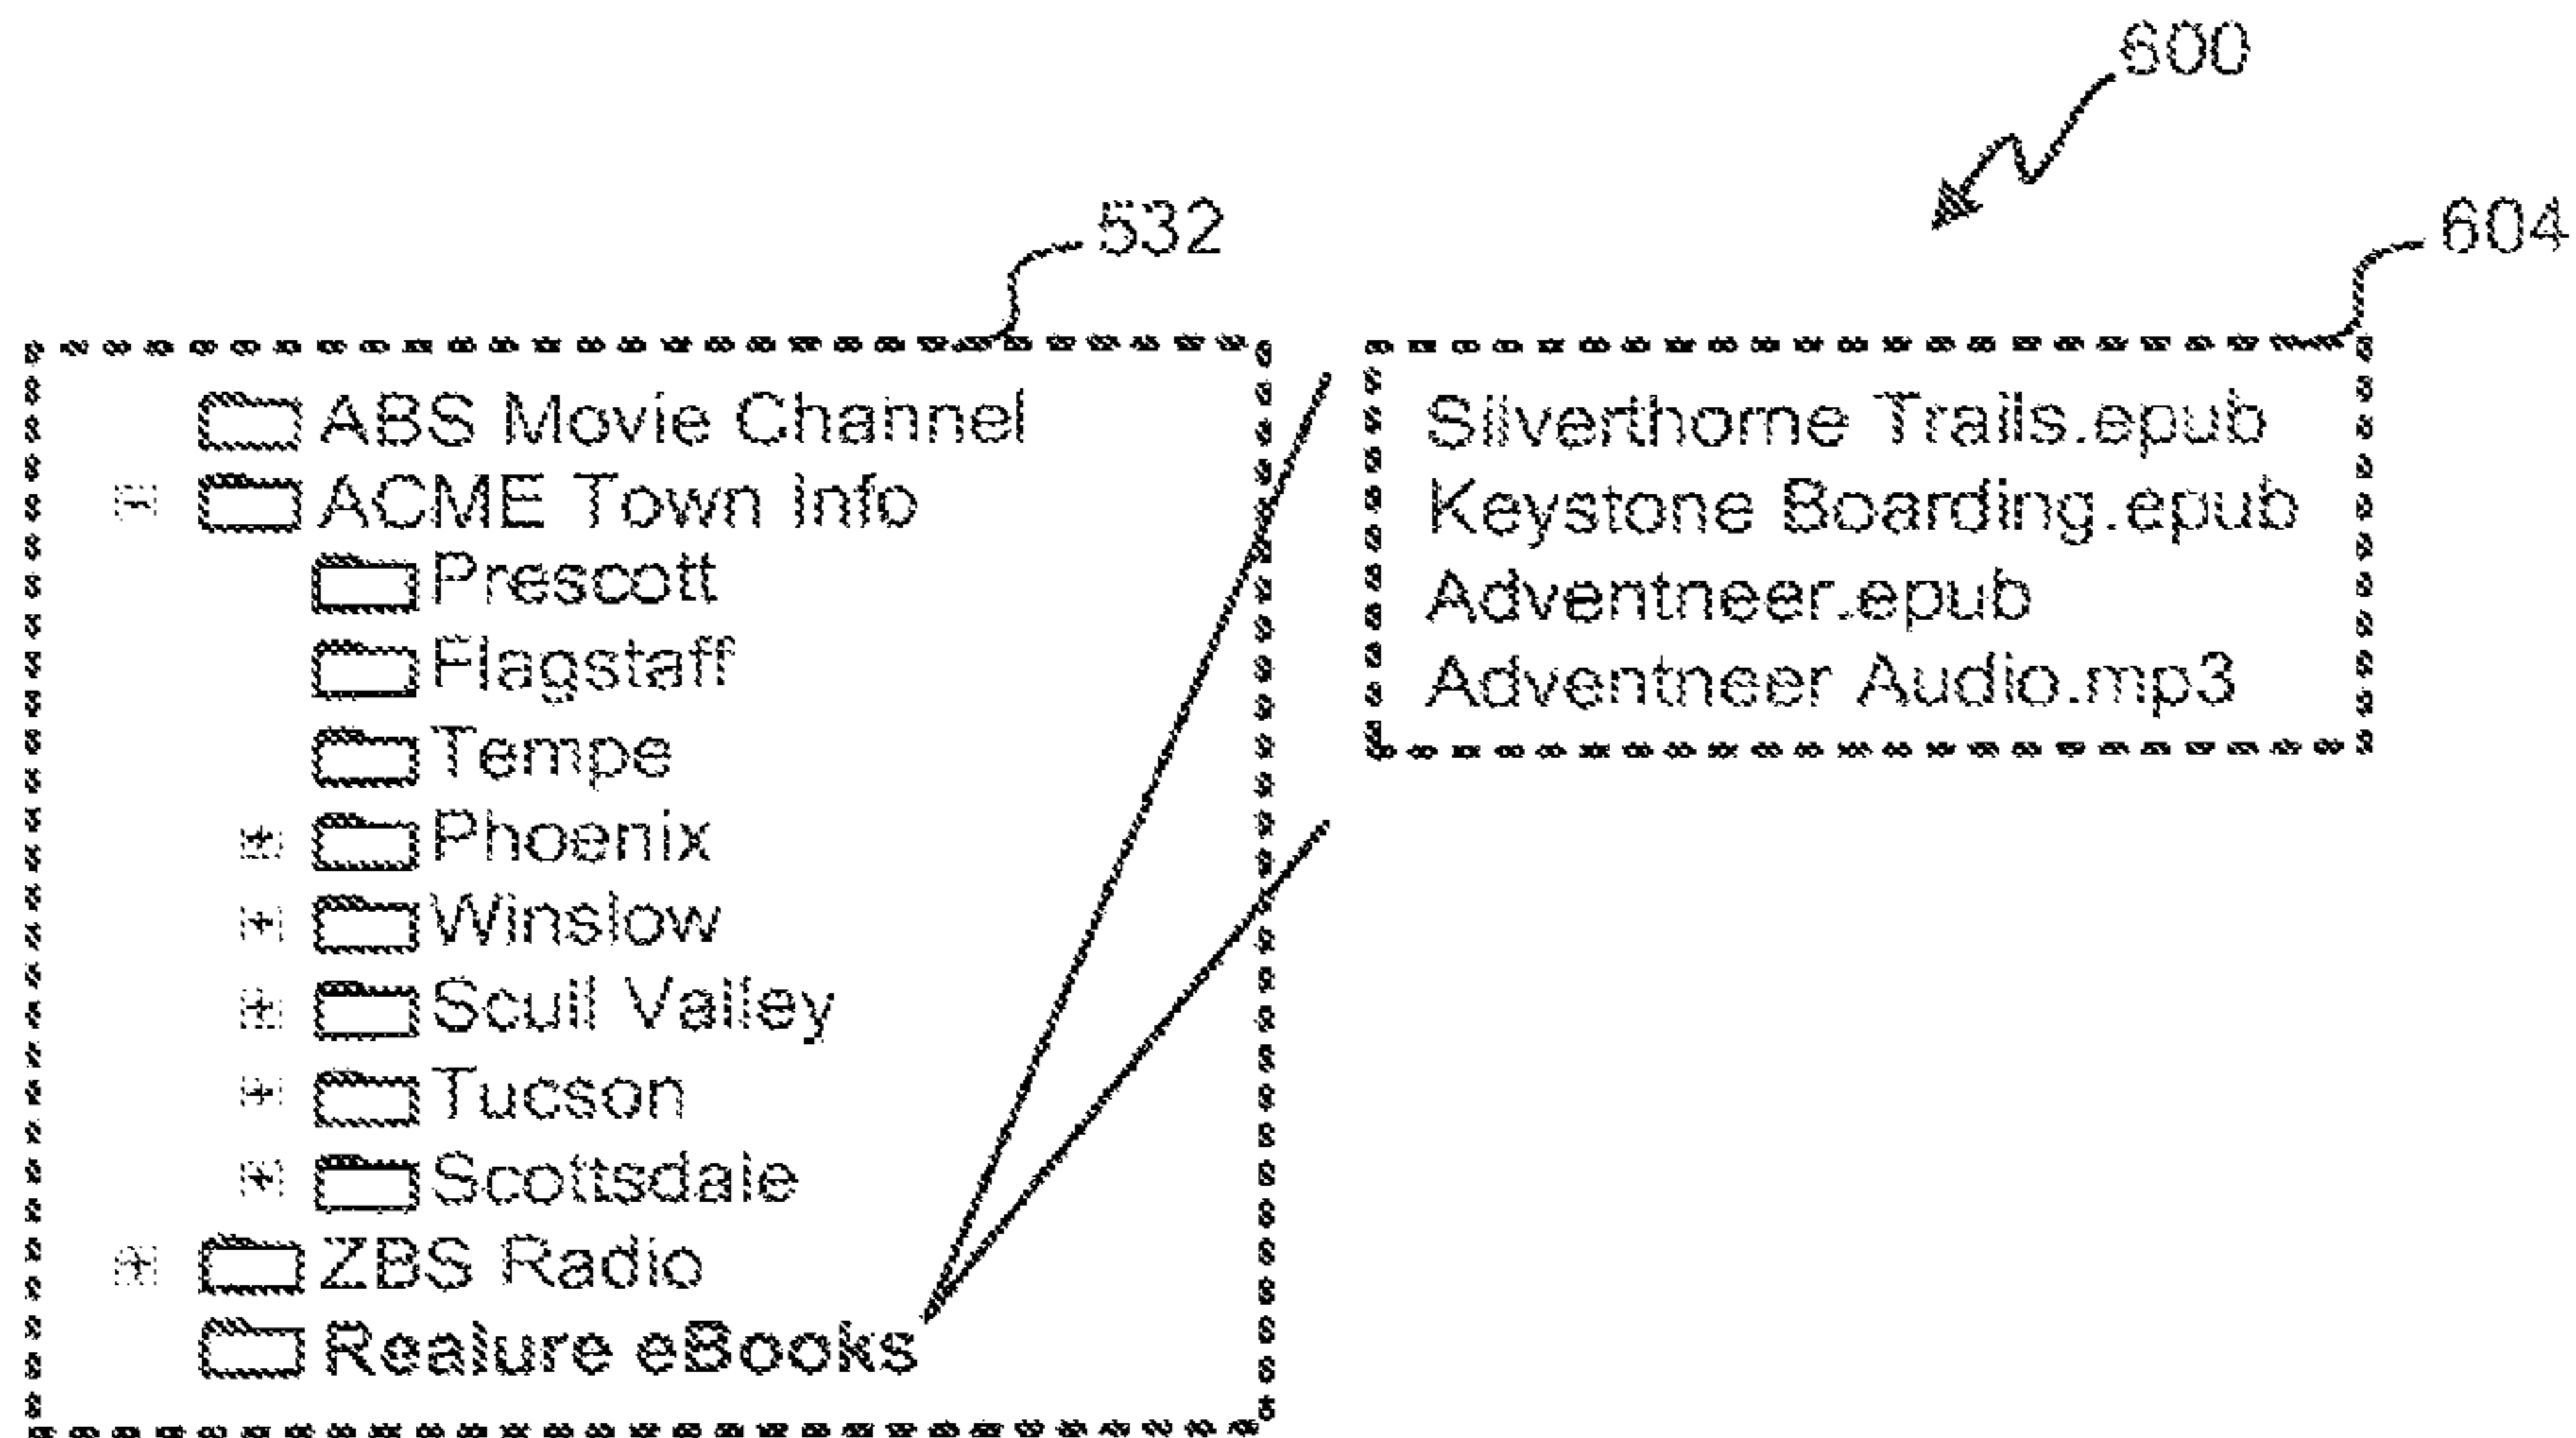 600
532
604
ABS Movie Channel
ACME Town Info
Prescott
Flagstaff
Tempe
Phoenix
Winslow
Scull Valley
Tucson
Scottsdale
ZBS Radio
Realure eBooks
Silverthorne Trails.epub
Keystone Boarding.epub
Adventneer.epub
Adventneer Audio.mp3